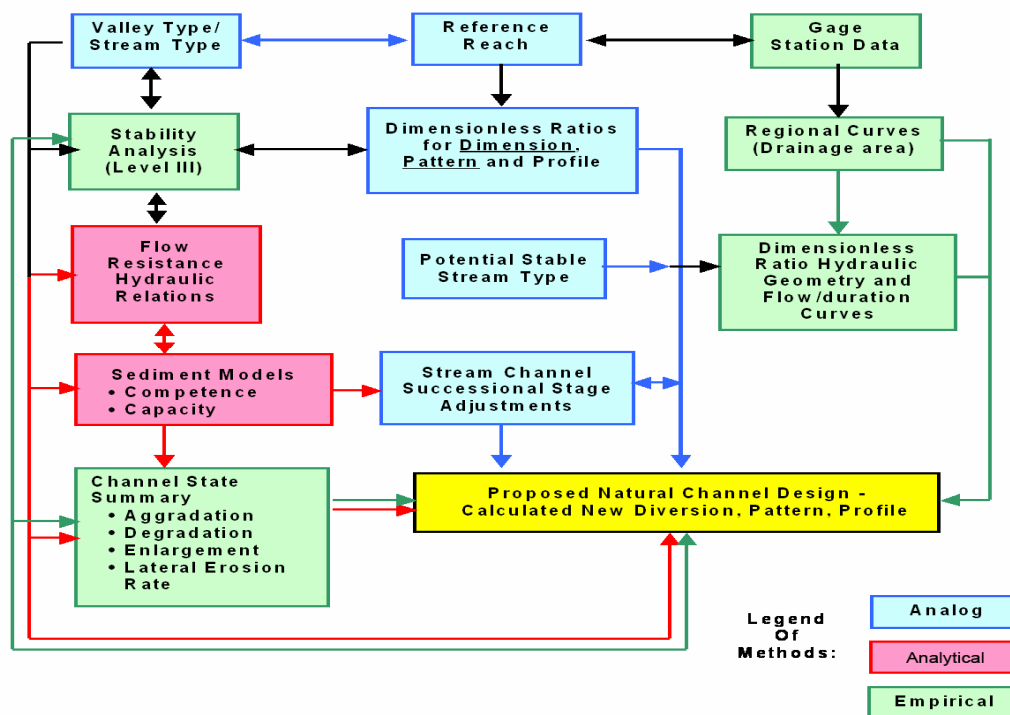 Valley Type/
Stream Type
Reference
Reach
Gage
Station Data
Stability
Analysis
(Level III)
Dimensionless Ratios
for Dimension,
Pattern and Profile
Regional Curves
(Drainage area)
Flow
Resistance
Hydraulic
Relations
Potential Stable
Stream Type
Dimensionless
Ratio Hydraulic
Geometry and
Flow/duration
Curves
Sediment Models
• Competence
• Capacity
Stream Channel
Successional Stage
Adjustments
Channel State
Summary
• Aggradation
• Degradation
• Enlargement
• Lateral Erosion
Rate
Proposed Natural Channel Design -
Calculated New Diversion, Pattern, Profile
Legend
Of
Methods:
Analog
Analytical
Empirical